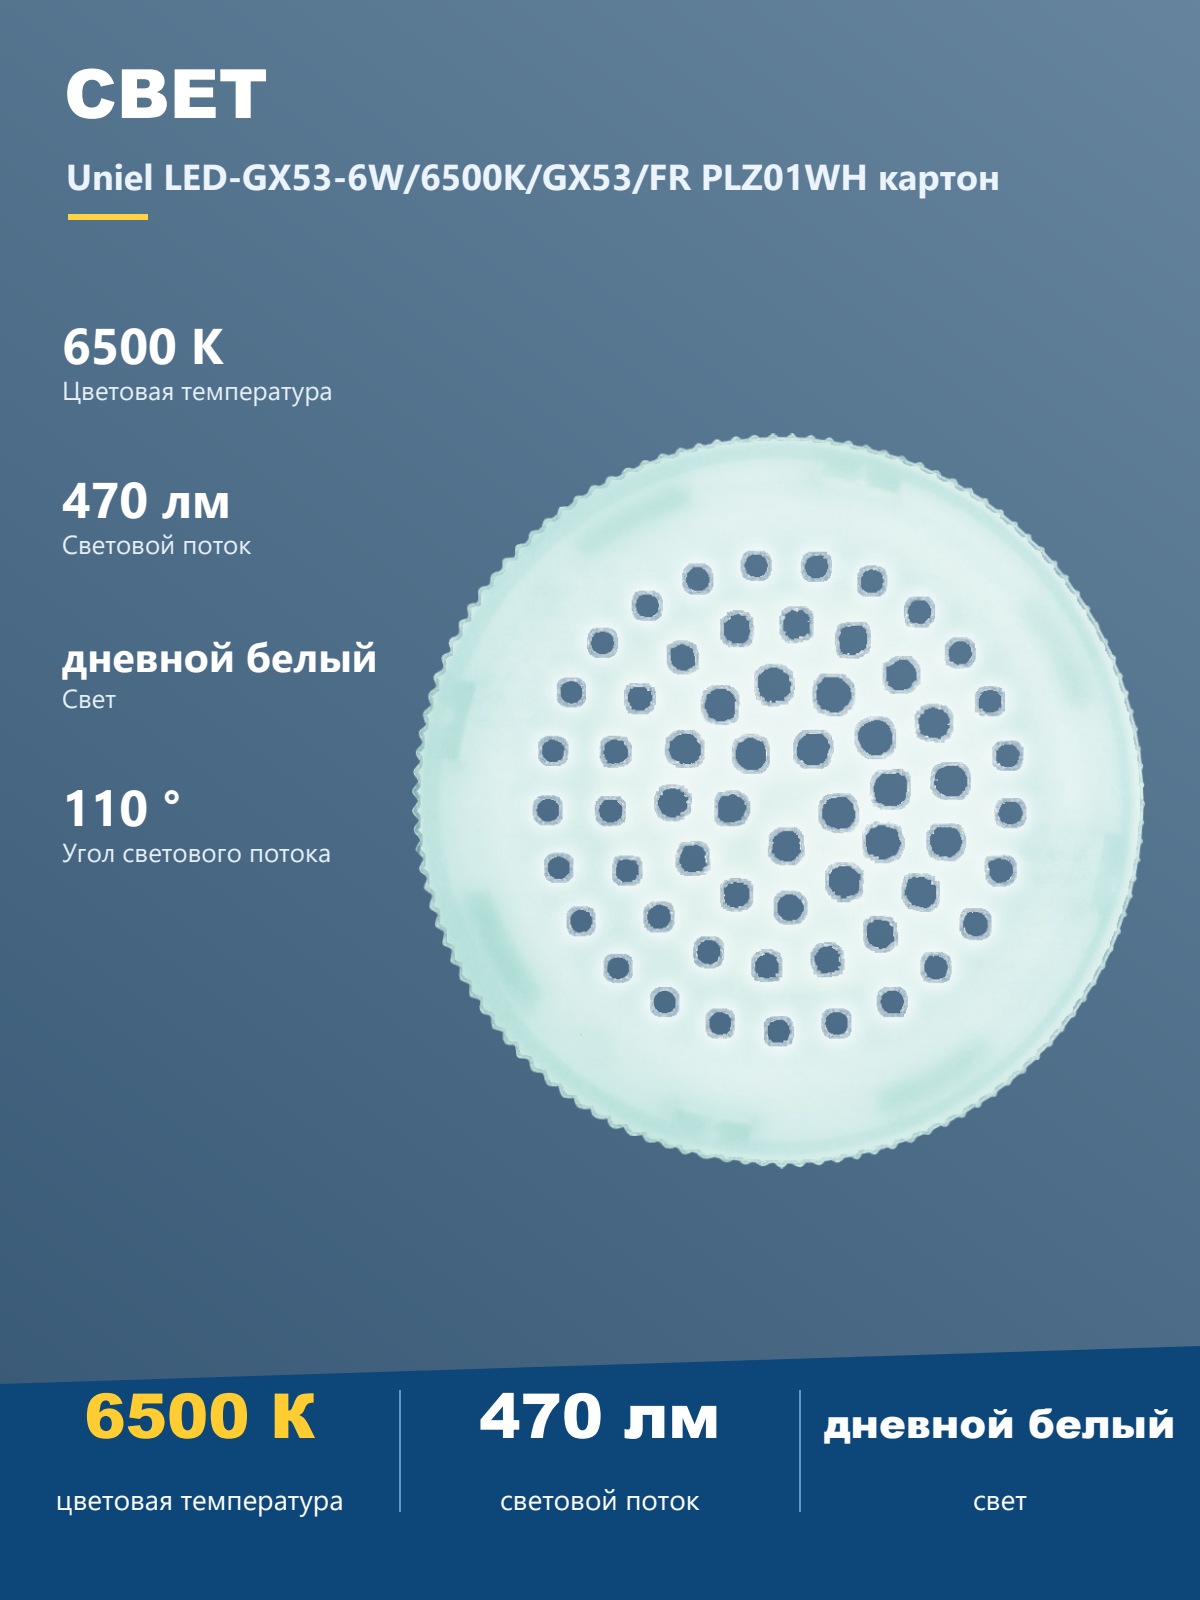 СВЕТ
Uniel LED-GX53-6W/6500K/GX53/FR PLZ01WH картон
6500 К
Цветовая температура
470 лм
Световой поток
дневной белый
Свет
110 °
Угол светового потока
6500 К
цветовая температура
470 лм
световой поток
дневной белый
свет